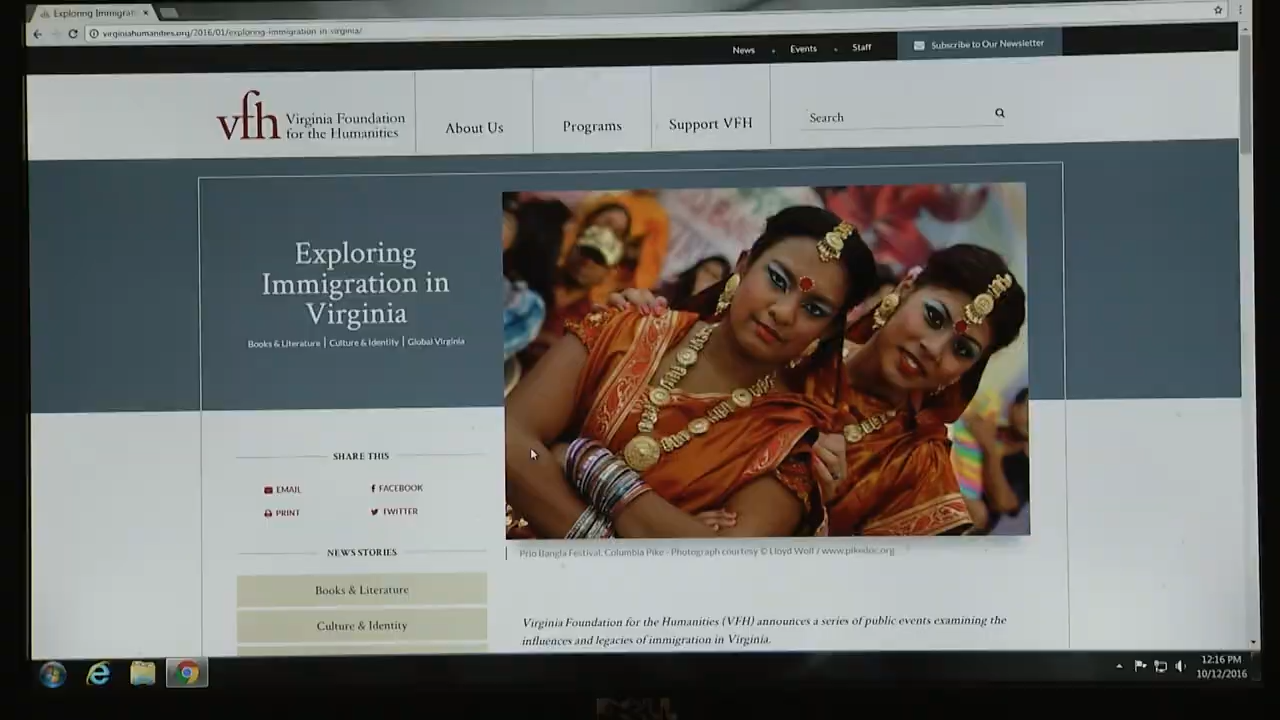 Exploring Immigrat
virginiahumanities.org/2016/01/exploring-immigration-in-virginia/
News
Events
Staff
Subscribe to Our Newsletter
vfh Virginia Foundation
for the Humanities
About Us
Programs
Support VFH
Search
Exploring
Immigration in
Virginia
Books & Literature | Culture & Identity | Global Virginia
SHARE THIS
EMAIL
FACEBOOK
PRINT
TWITTER
NEWS STORIES
Books & Literature
Culture & Identity
Prio Bangla Festival, Columbia Pike - Photograph courtesy © Lloyd Wolf / www.pikedoc.org
Virginia Foundation for the Humanities (VFH) announces a series of public events examining the
influences and legacies of immigration in Virginia.
12:16 PM
10/12/2016